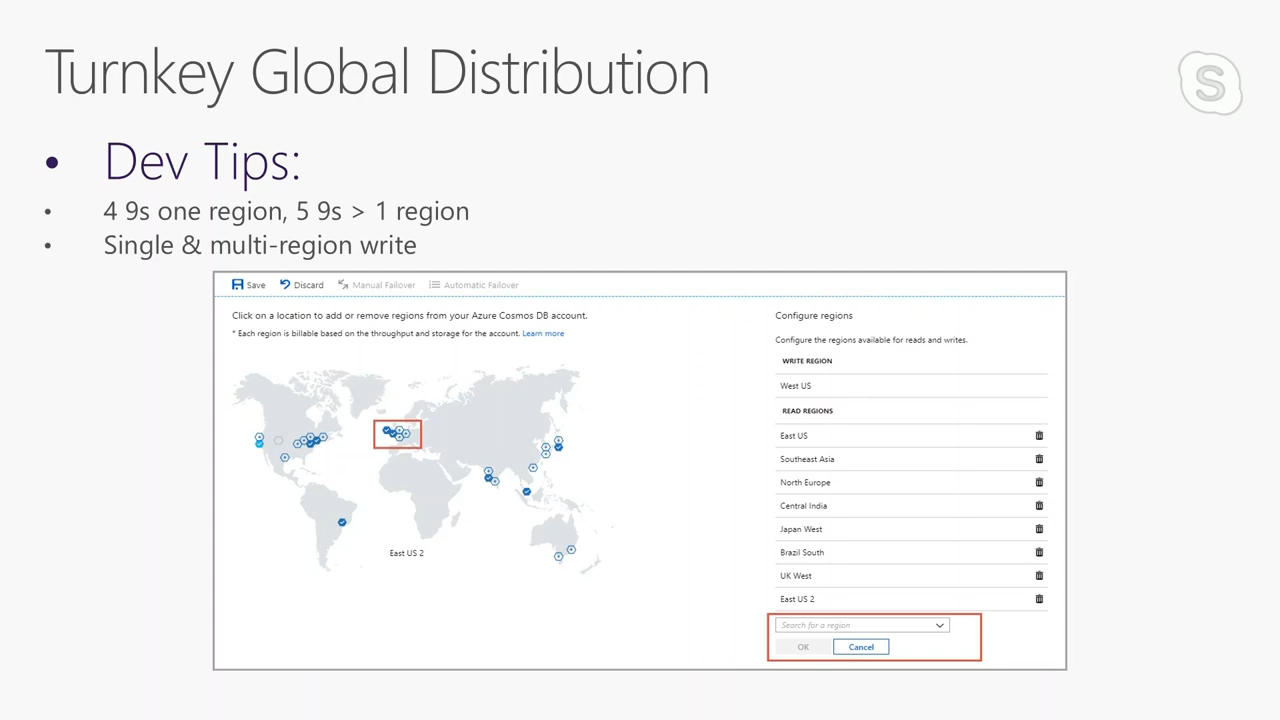 Turnkey Global Distribution
S
• Dev Tips:
• 4 9s one region, 5 9s > 1 region
• Single & multi-region write
Save Discard Manual Failover Automatic Failover
Click on a location to add or remove regions from your Azure Cosmos DB account.
* Each region is billable based on the throughput and storage for the account. Learn more
East US 2
Configure regions
Configure the regions available for reads and writes.
WRITE REGION
West US
READ REGIONS
East US
Southeast Asia
North Europe
Central India
Japan West
Brazil South
UK West
East US 2
Search for a region
OK Cancel